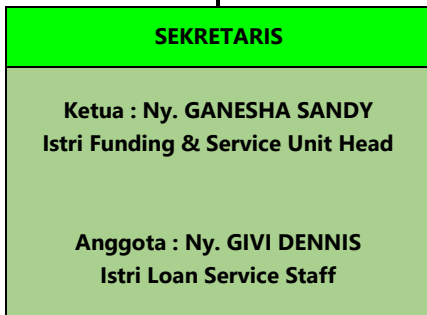 SEKRETARIS
Ketua : Ny. GANESHA SANDY
Istri Funding & Service Unit Head
Anggota : Ny. GIVI DENNIS
Istri Loan Service Staff